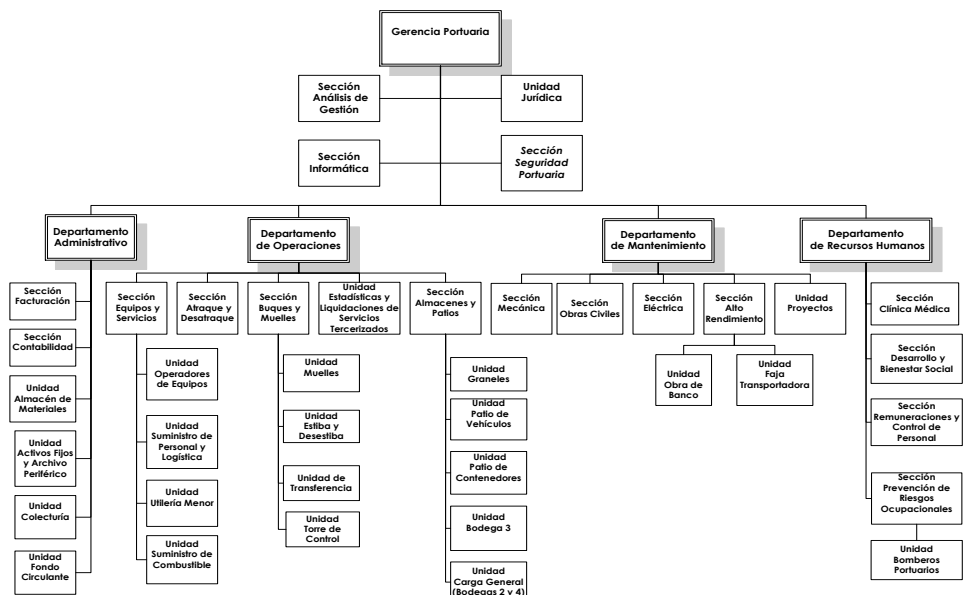 Gerencia Portuaria
Sección
Análisis de
Gestión
Unidad
Jurídica
Sección
Informática
Sección
Seguridad
Portuaria
Departamento
Administrativo
Departamento
de Operaciones
Departamento
de Mantenimiento
Departamento
de Recursos Humanos
Sección
Facturación
Sección
Contabilidad
Unidad
Almacén de
Materiales
Unidad
Activos Fijos
y Archivo
Periférico
Unidad
Colecturía
Unidad
Fondo
Circulante
Sección
Equipos y
Servicios
Unidad
Operadores
de Equipos
Unidad
Suministro de
Personal y
Logística
Unidad
Utilería Menor
Unidad
Suministro de
Combustible
Sección
Atraque y
Desatraque
Sección
Buques y
Muelles
Unidad
Muelles
Unidad
Estiba y
Desestiba
Unidad de
Transferencia
Unidad
Torre de
Control
Unidad
Estadísticas y
Liquidaciones de
Servicios
Tercerizados
Sección
Almacenes y
Patios
Unidad
Graneles
Unidad
Patio de
Vehículos
Unidad
Patio de
Contenedores
Unidad
Bodega 3
Unidad
Carga General
(Bodegas 2 y 4)
Sección
Mecánica
Sección
Obras Civiles
Sección
Eléctrica
Sección
Alto
Rendimiento
Unidad
Obra de
Banco
Unidad
Faja
Transportadora
Unidad
Proyectos
Sección
Clínica Médica
Sección
Desarrollo y
Bienestar Social
Sección
Remuneraciones y
Control de
Personal
Sección
Prevención de
Riesgos
Ocupacionales
Unidad
Bomberos
Portuarios